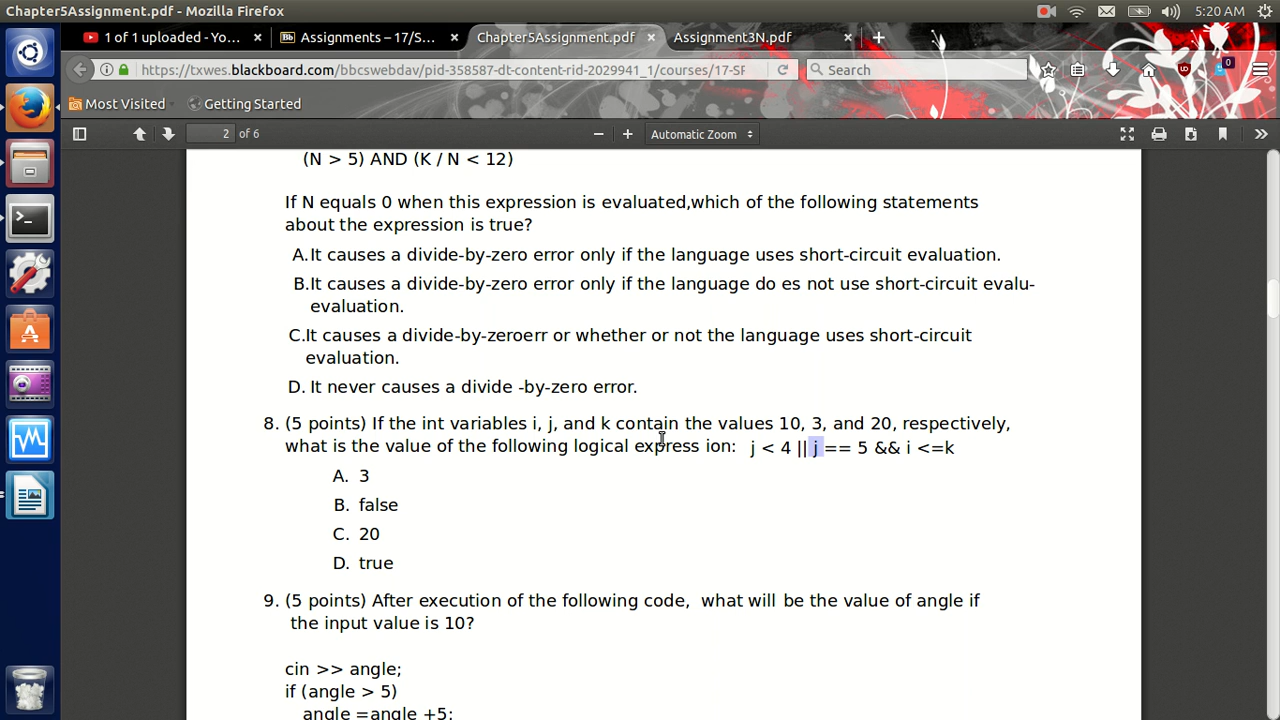 Chapter5Assignment.pdf - Mozilla Firefox
5:20 AM
1 of 1 uploaded - Yo... ×
Bb Assignments – 17/S... ×
Chapter5Assignment.pdf ×
Assignment3N.pdf ×
https://txwes.blackboard.com/bbcswebdav/pid-358587-dt-content-rid-2029941_1/courses/17-SF
Search
0
Most Visited
Getting Started
2 of 6
Automatic Zoom
(N > 5) AND (K / N < 12)
If N equals 0 when this expression is evaluated,which of the following statements
about the expression is true?
A.It causes a divide-by-zero error only if the language uses short-circuit evaluation.
B.It causes a divide-by-zero error only if the language do es not use short-circuit evalu-
evaluation.
C.It causes a divide-by-zeroerr or whether or not the language uses short-circuit
evaluation.
D. It never causes a divide -by-zero error.
8. (5 points) If the int variables i, j, and k contain the values 10, 3, and 20, respectively,
what is the value of the following logical express ion: j < 4 || j == 5 && i <=k
A. 3
B. false
C. 20
D. true
9. (5 points) After execution of the following code, what will be the value of angle if
the input value is 10?
cin >> angle;
if (angle > 5)
angle =angle +5;